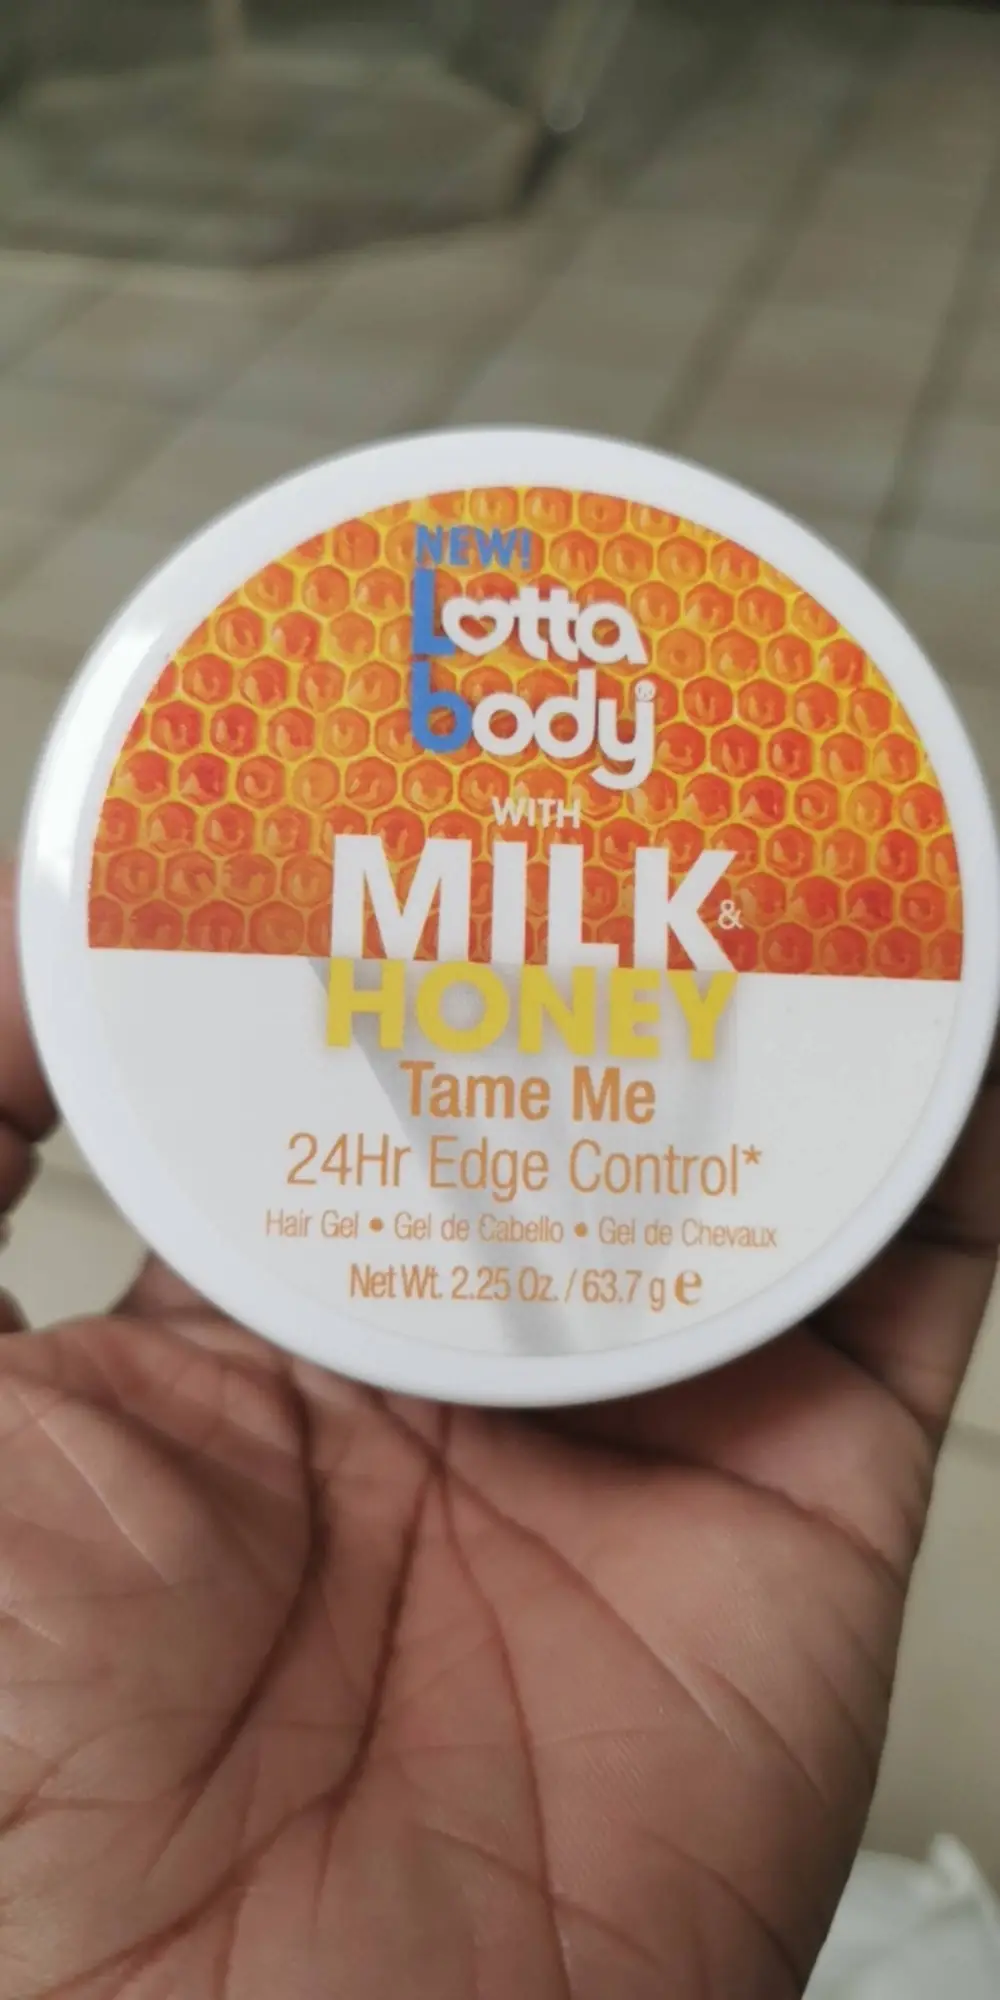 NEW!
Lotta
body®
WITH
MILK &
HONEY
Tame Me
24Hr Edge Control*
Hair Gel • Gel de Cabello • Gel de Chevaux
Net Wt. 2.25 Oz. / 63.7 g ℮